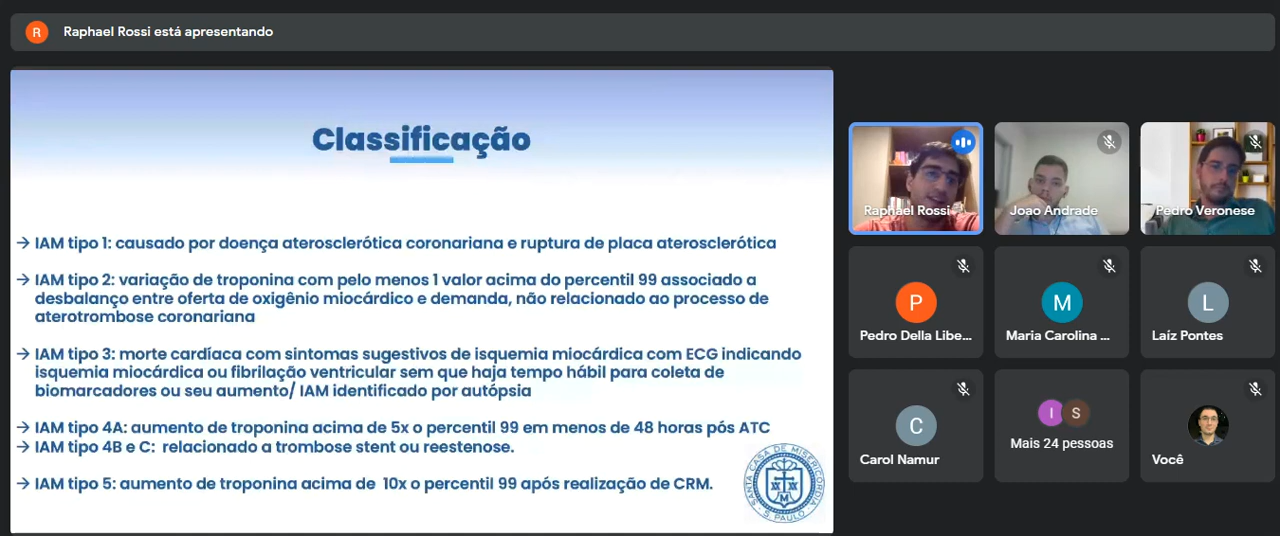 R
Raphael Rossi está apresentando
Classificação
→ IAM tipo 1: causado por doença aterosclerótica coronariana e ruptura de placa aterosclerótica
→ IAM tipo 2: variação de troponina com pelo menos 1 valor acima do percentil 99 associado a
desbalanço entre oferta de oxigênio miocárdico e demanda, não relacionado ao processo de
aterotrombose coronariana
→ IAM tipo 3: morte cardíaca com sintomas sugestivos de isquemia miocárdica com ECG indicando
isquemia miocárdica ou fibrilação ventricular sem que haja tempo hábil para coleta de
biomarcadores ou seu aumento/ IAM identificado por autópsia
→ IAM tipo 4A: aumento de troponina acima de 5x o percentil 99 em menos de 48 horas pós ATC
→ IAM tipo 4B e C: relacionado a trombose stent ou reestenose.
→ IAM tipo 5: aumento de troponina acima de 10x o percentil 99 após realização de CRM.
SANTA CASA DE MISERICORDIA
S. PAULO
M
Raphael Rossi
Joao Andrade
Pedro Veronese
P
Pedro Della Libe...
M
Maria Carolina ...
L
Laíz Pontes
C
Carol Namur
I
S
Mais 24 pessoas
Você